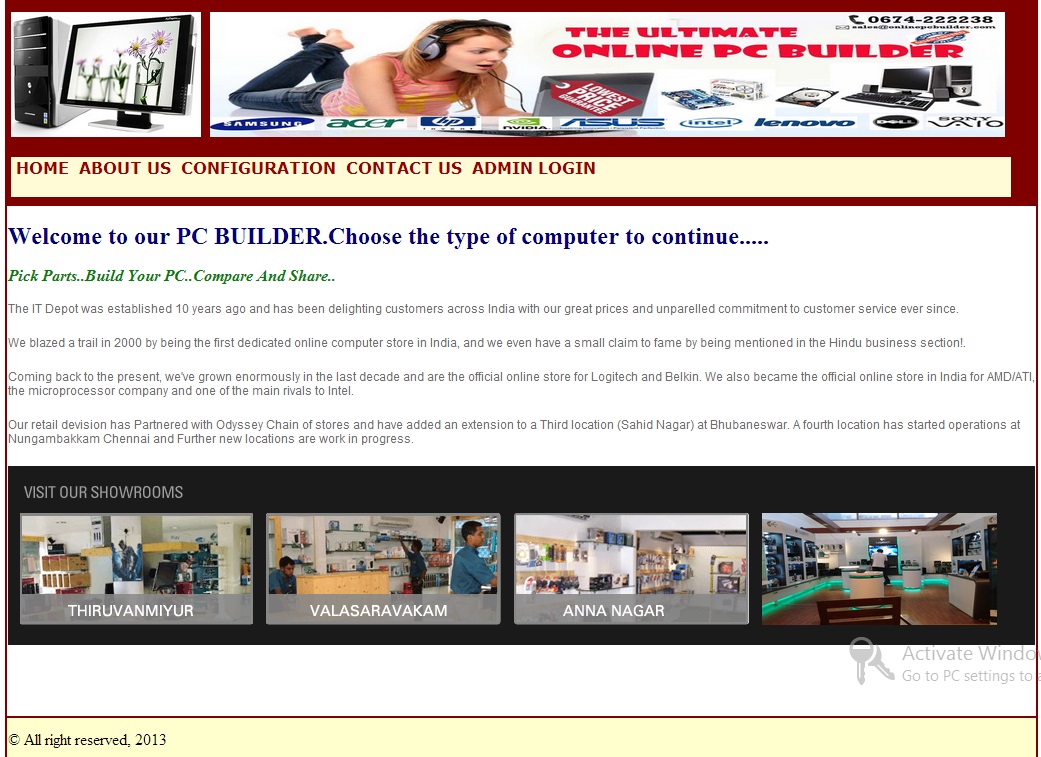 0674-222238
sales@onlinepcbuilder.com
THE ULTIMATE
ONLINE PC BUILDER
LOWEST
PRICE
GUARANTEE
SAMSUNG acer hp invent NVIDIA ASUS intel lenovo DELL SONY VAIO
HOME ABOUT US CONFIGURATION CONTACT US ADMIN LOGIN
Welcome to our PC BUILDER.Choose the type of computer to continue.....
Pick Parts..Build Your PC..Compare And Share..
The IT Depot was established 10 years ago and has been delighting customers across India with our great prices and unparelled commitment to customer service ever since.
We blazed a trail in 2000 by being the first dedicated online computer store in India, and we even have a small claim to fame by being mentioned in the Hindu business section!.
Coming back to the present, we've grown enormously in the last decade and are the official online store for Logitech and Belkin. We also became the official online store in India for AMD/ATI,
the microprocessor company and one of the main rivals to Intel.
Our retail devision has Partnered with Odyssey Chain of stores and have added an extension to a Third location (Sahid Nagar) at Bhubaneswar. A fourth location has started operations at
Nungambakkam Chennai and Further new locations are work in progress.
VISIT OUR SHOWROOMS
THIRUVANMIYUR VALASARAVAKAM ANNA NAGAR
Activate Windo
Go to PC settings to a
© All right reserved, 2013